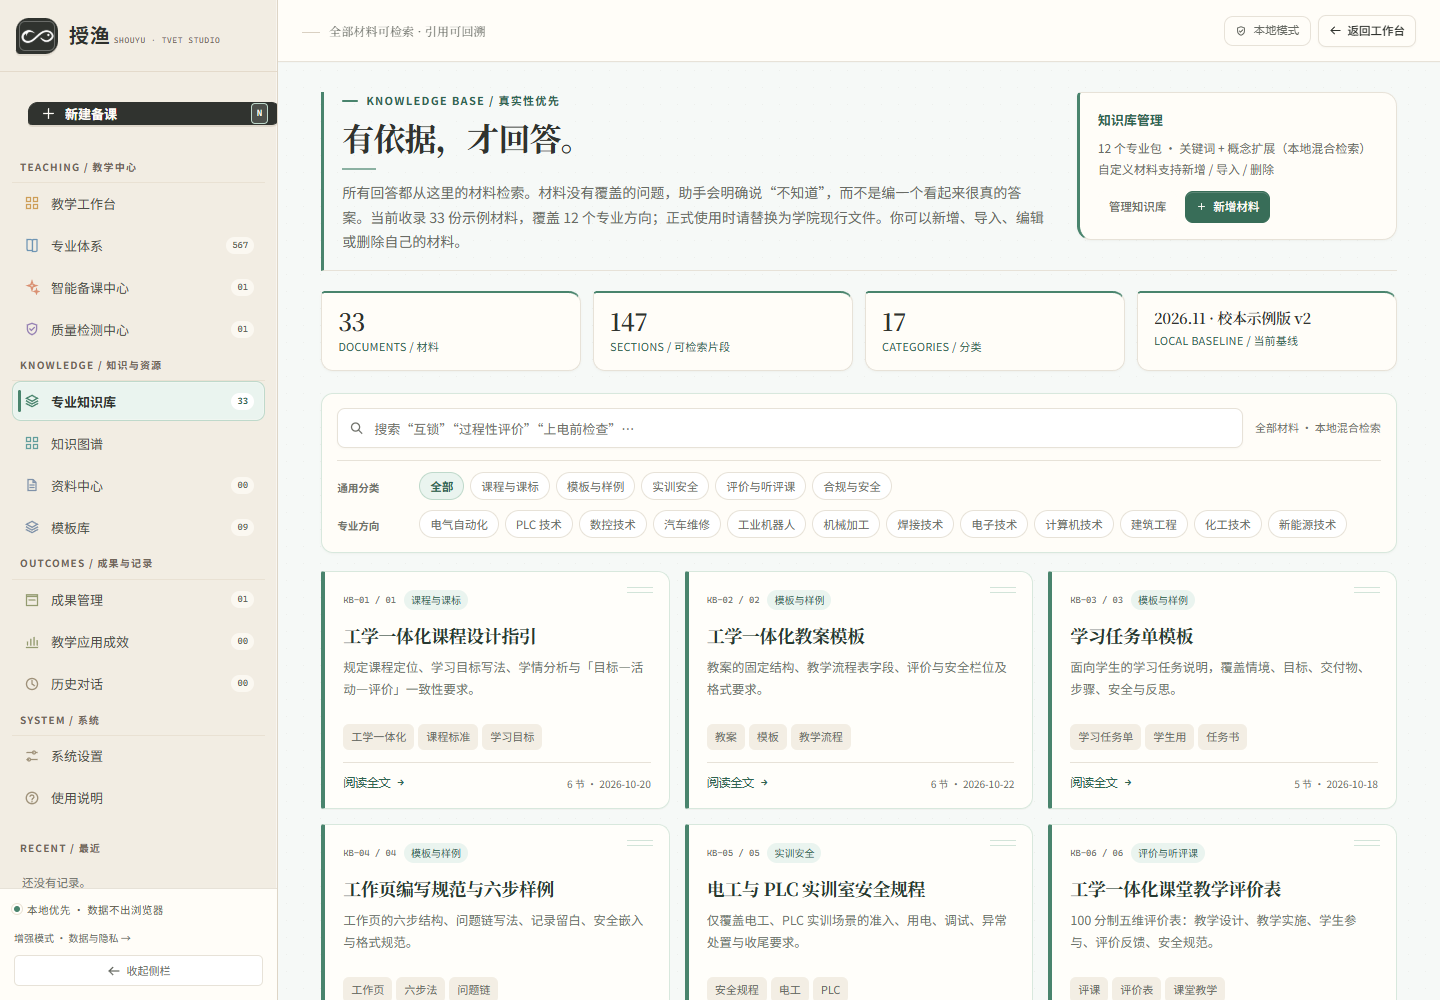 授渔 SHOUYU · TVET STUDIO
新建备课 N
TEACHING / 教学中心
教学工作台
专业体系 567
智能备课中心 01
质量检测中心 01
KNOWLEDGE / 知识与资源
专业知识库 33
知识图谱
资料中心 00
模板库 09
OUTCOMES / 成果与记录
成果管理 01
教学应用成效 00
历史对话 00
SYSTEM / 系统
系统设置
使用说明
RECENT / 最近
还没有记录。
本地优先 · 数据不出浏览器
增强模式 · 数据与隐私 →
← 收起侧栏
全部材料可检索 · 引用可回溯
本地模式
← 返回工作台
KNOWLEDGE BASE / 真实性优先
有依据，才回答。
所有回答都从这里的材料检索。材料没有覆盖的问题，助手会明确说“不知道”，而不是编一个看起来很真的答
案。当前收录 33 份示例材料，覆盖 12 个专业方向；正式使用时请替换为学院现行文件。你可以新增、导入、编辑
或删除自己的材料。
知识库管理
12 个专业包 · 关键词 + 概念扩展（本地混合检索）
自定义材料支持新增 / 导入 / 删除
管理知识库
+ 新增材料
33
DOCUMENTS / 材料
147
SECTIONS / 可检索片段
17
CATEGORIES / 分类
2026.11 · 校本示例版 v2
LOCAL BASELINE / 当前基线
搜索“互锁”“过程性评价”“上电前检查”…
全部材料 · 本地混合检索
通用分类 全部 课程与课标 模板与样例 实训安全 评价与听评课 合规与安全
专业方向 电气自动化 PLC 技术 数控技术 汽车维修 工业机器人 机械加工 焊接技术 电子技术 计算机技术 建筑工程 化工技术 新能源技术
KB-01 / 01 课程与课标
工学一体化课程设计指引
规定课程定位、学习目标写法、学情分析与「目标—活
动—评价」一致性要求。
工学一体化 课程标准 学习目标
阅读全文 → 6 节 · 2026-10-20
KB-02 / 02 模板与样例
工学一体化教案模板
教案的固定结构、教学流程表字段、评价与安全栏位及
格式要求。
教案 模板 教学流程
阅读全文 → 6 节 · 2026-10-22
KB-03 / 03 模板与样例
学习任务单模板
面向学生的学习任务说明，覆盖情境、目标、交付物、
步骤、安全与反思。
学习任务单 学生用 任务书
阅读全文 → 5 节 · 2026-10-18
KB-04 / 04 模板与样例
工作页编写规范与六步样例
工作页的六步结构、问题链写法、记录留白、安全嵌入
与格式规范。
工作页 六步法 问题链
KB-05 / 05 实训安全
电工与 PLC 实训室安全规程
仅覆盖电工、PLC 实训场景的准入、用电、调试、异常
处置与收尾要求。
安全规程 电工 PLC
KB-06 / 06 评价与听评课
工学一体化课堂教学评价表
100 分制五维评价表：教学设计、教学实施、学生参
与、评价反馈、安全规范。
评课 评价表 课堂教学